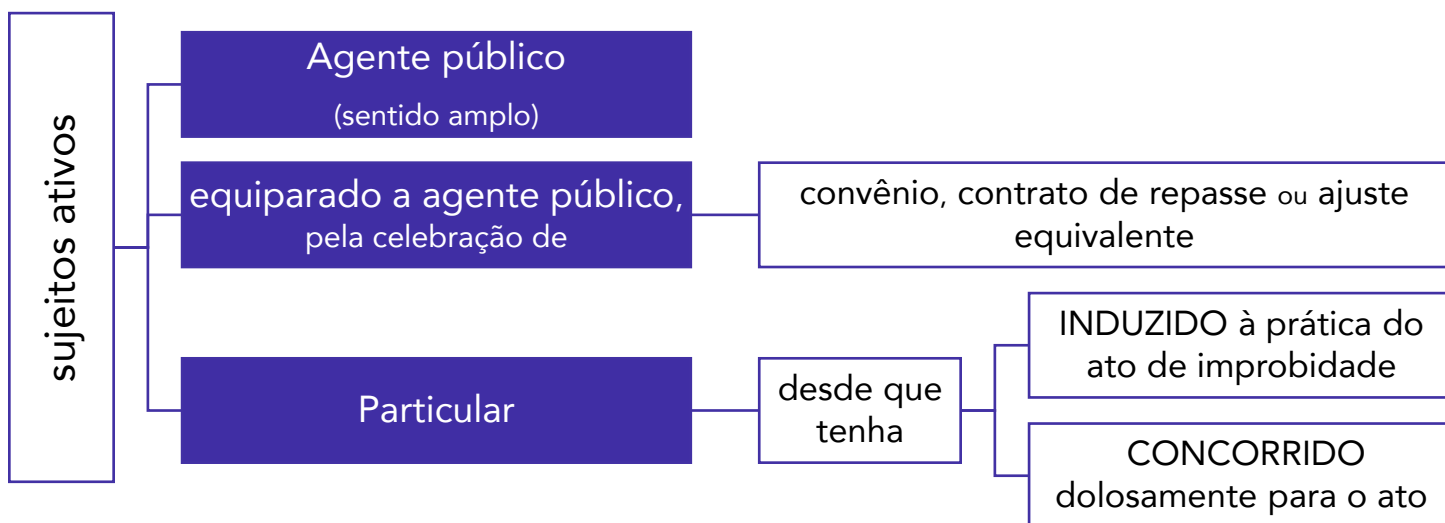 sujeitos ativos
Agente público
(sentido amplo)
equiparado a agente público,
pela celebração de
convênio, contrato de repasse ou ajuste
equivalente
Particular
desde que
tenha
INDUZIDO à prática do
ato de improbidade
CONCORRIDO
dolosamente para o ato